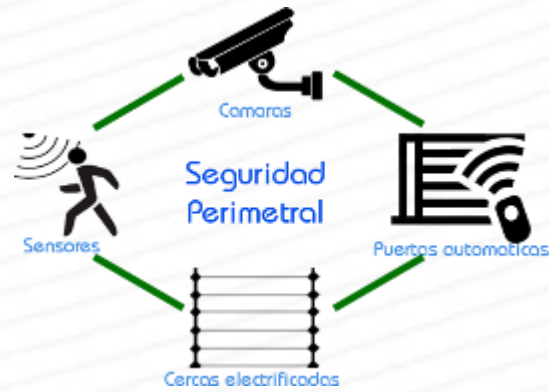 Camaras
Seguridad
Perimetral
Sensores
Puertas automaticas
Cercas electrificadas